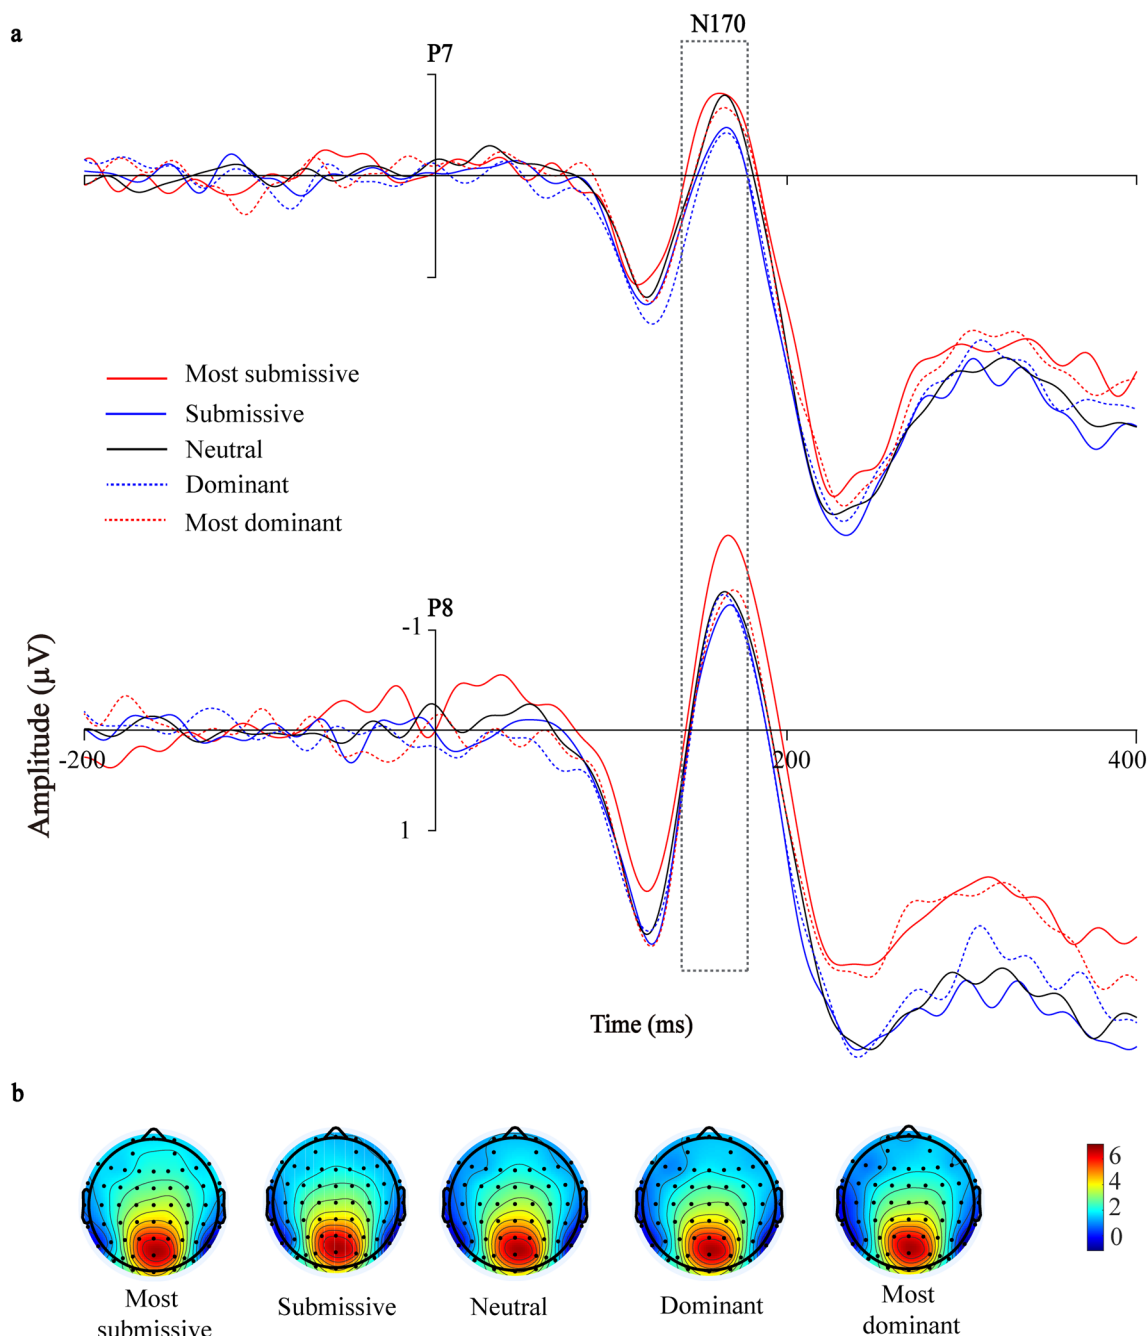 a
N170
P7
Most submissive
Submissive
Neutral
Dominant
Most dominant
P8
-1
Amplitude (μV)
-200
200
400
1
Time (ms)
b
6
4
2
0
Most
submissive
Submissive
Neutral
Dominant
Most
dominant